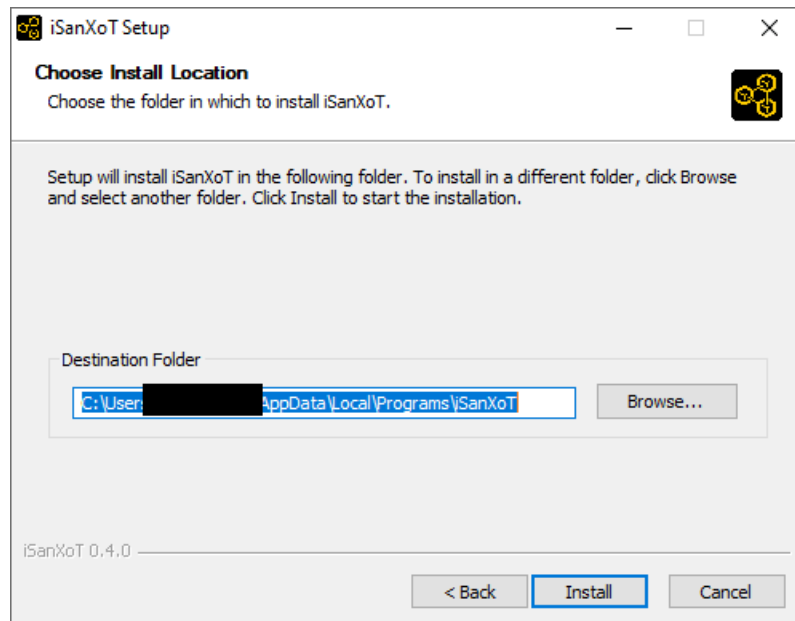 iSanXoT Setup
Choose Install Location
Choose the folder in which to install iSanXoT.
Setup will install iSanXoT in the following folder. To install in a different folder, click Browse
and select another folder. Click Install to start the installation.
Destination Folder
C:\User AppData\Local\Programs\iSanXoT
Browse...
iSanXoT 0.4.0
< Back
Install
Cancel